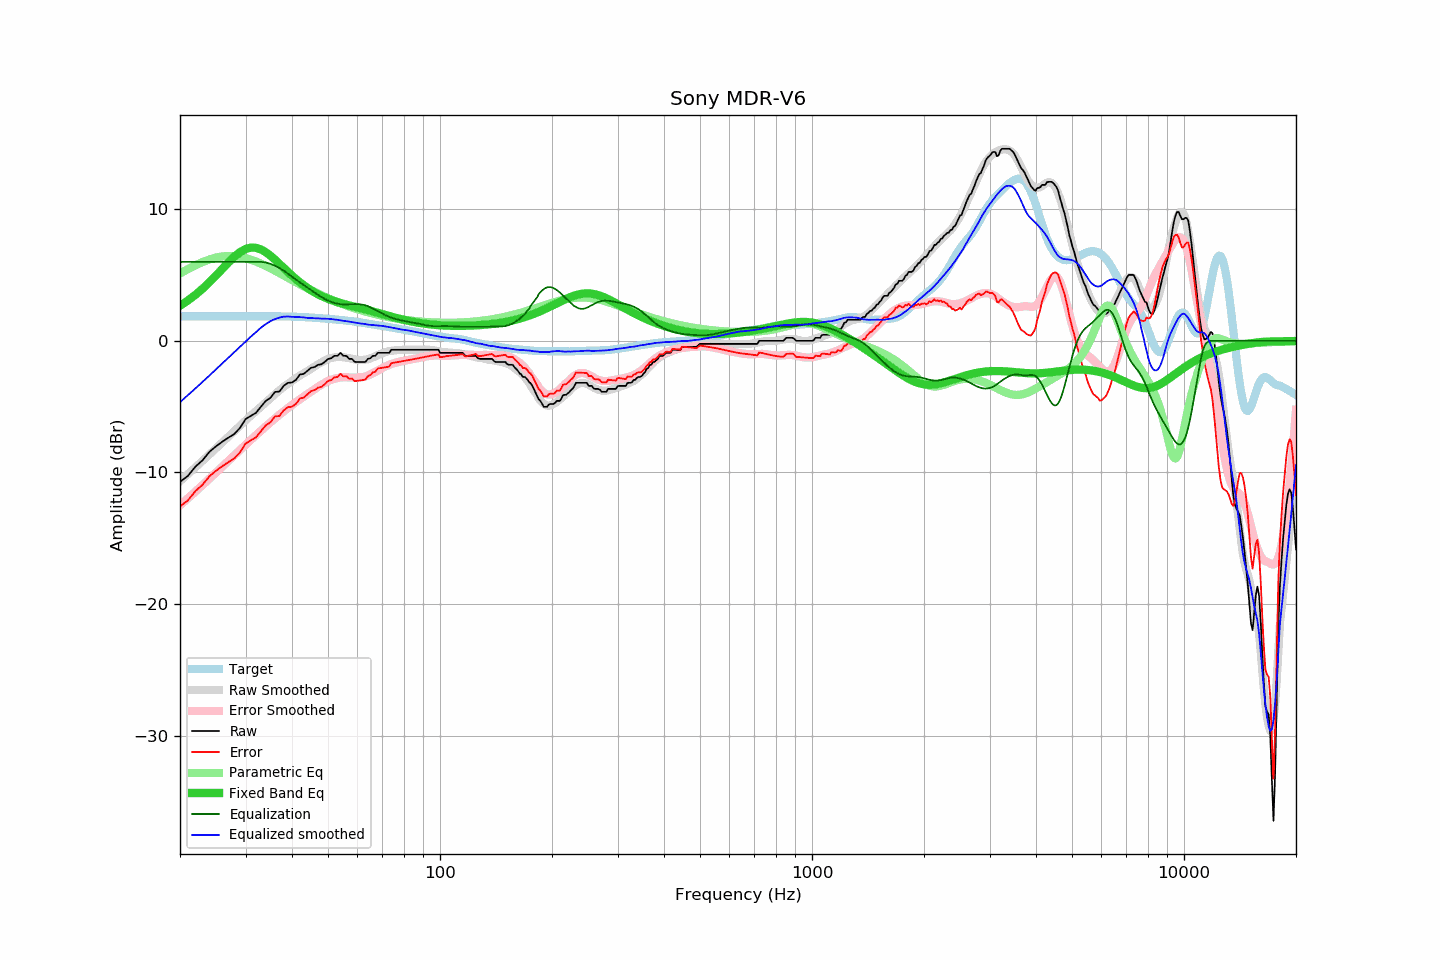 Sony MDR-V6
Amplitude (dBr)
10
0
−10
−20
−30
Target
Raw Smoothed
Error Smoothed
Raw
Error
Parametric Eq
Fixed Band Eq
Equalization
Equalized smoothed
100
1000
10000
Frequency (Hz)